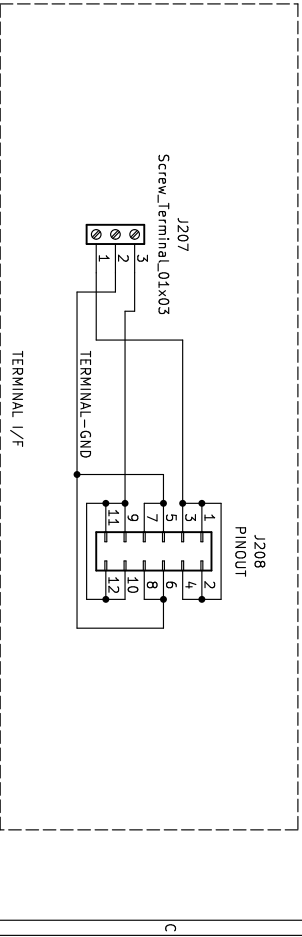 J207
Screw_Terminal_01x03
1
2
3
TERMINAL-GND
TERMINAL I/F
J208
PINOUT
1
2
3
4
5
6
7
8
9
10
11
12
C